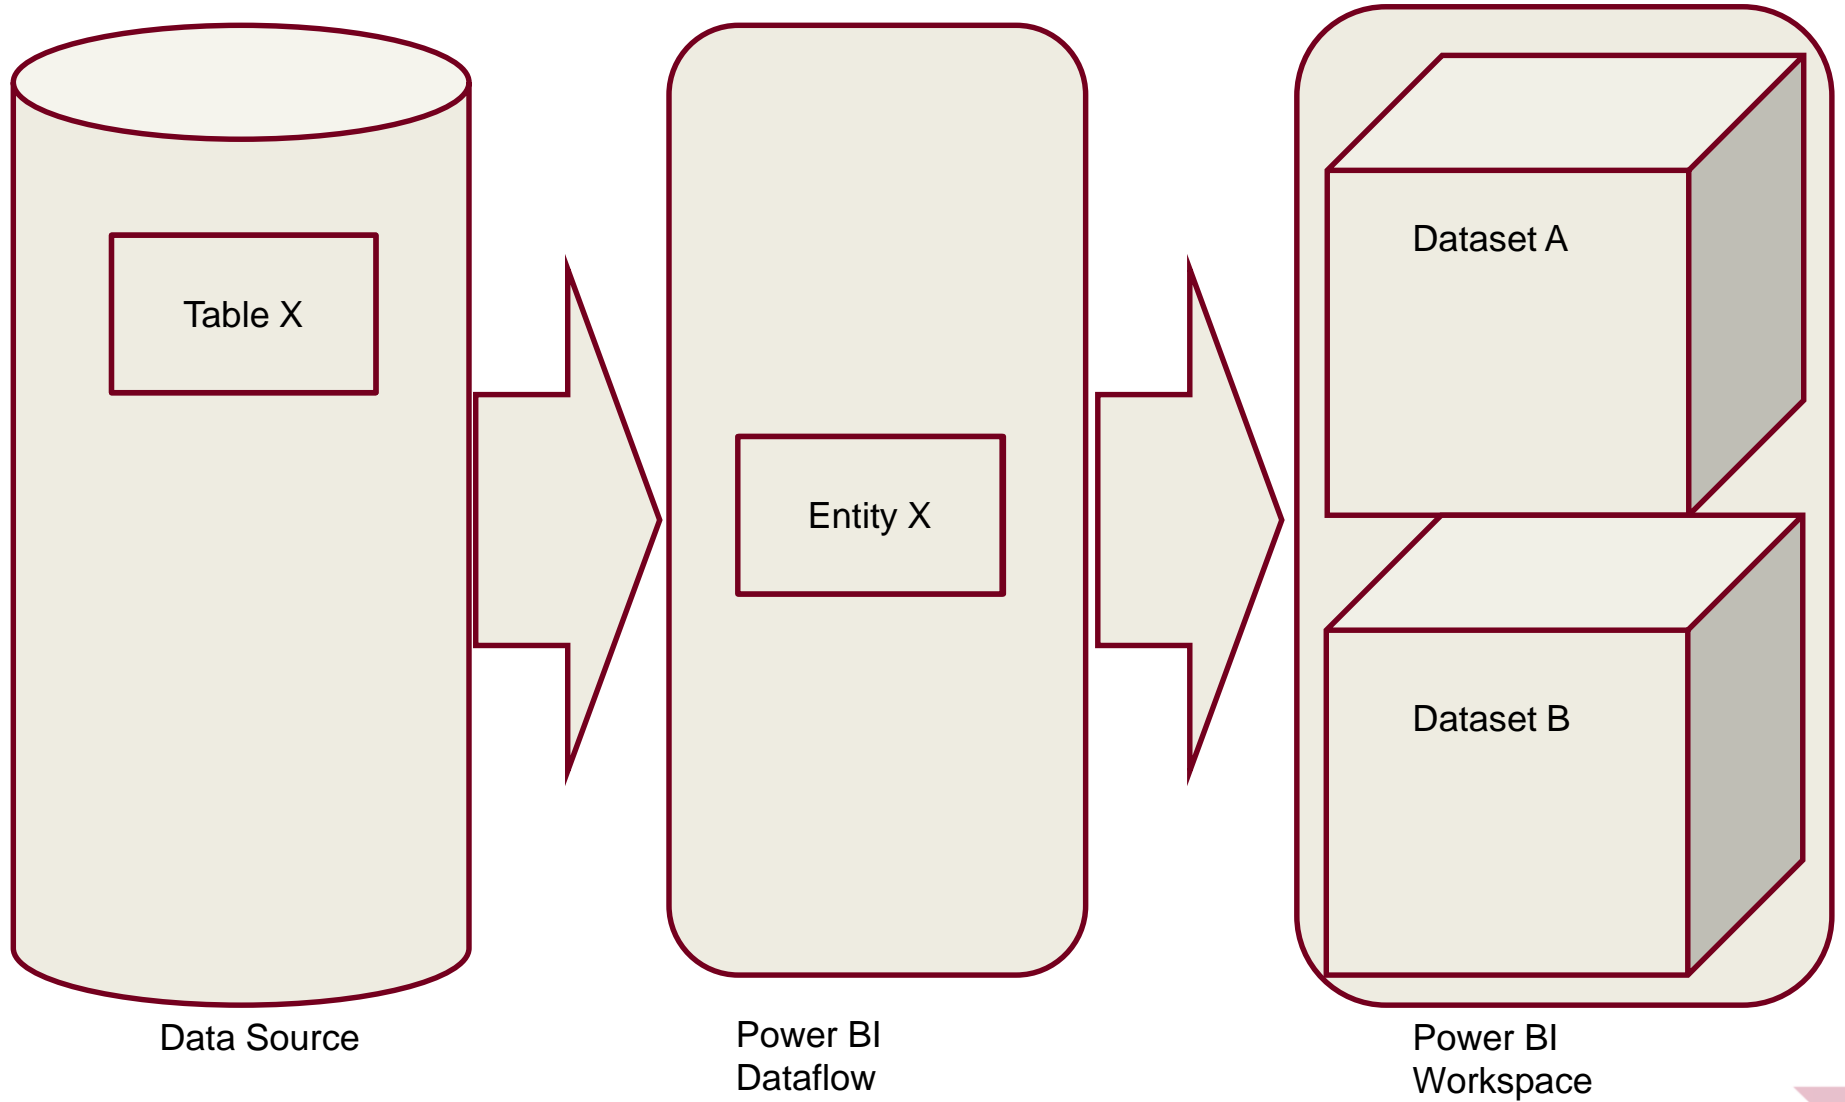 Table X
Entity X
Dataset A
Dataset B
Data Source
Power BI
Dataflow
Power BI
Workspace